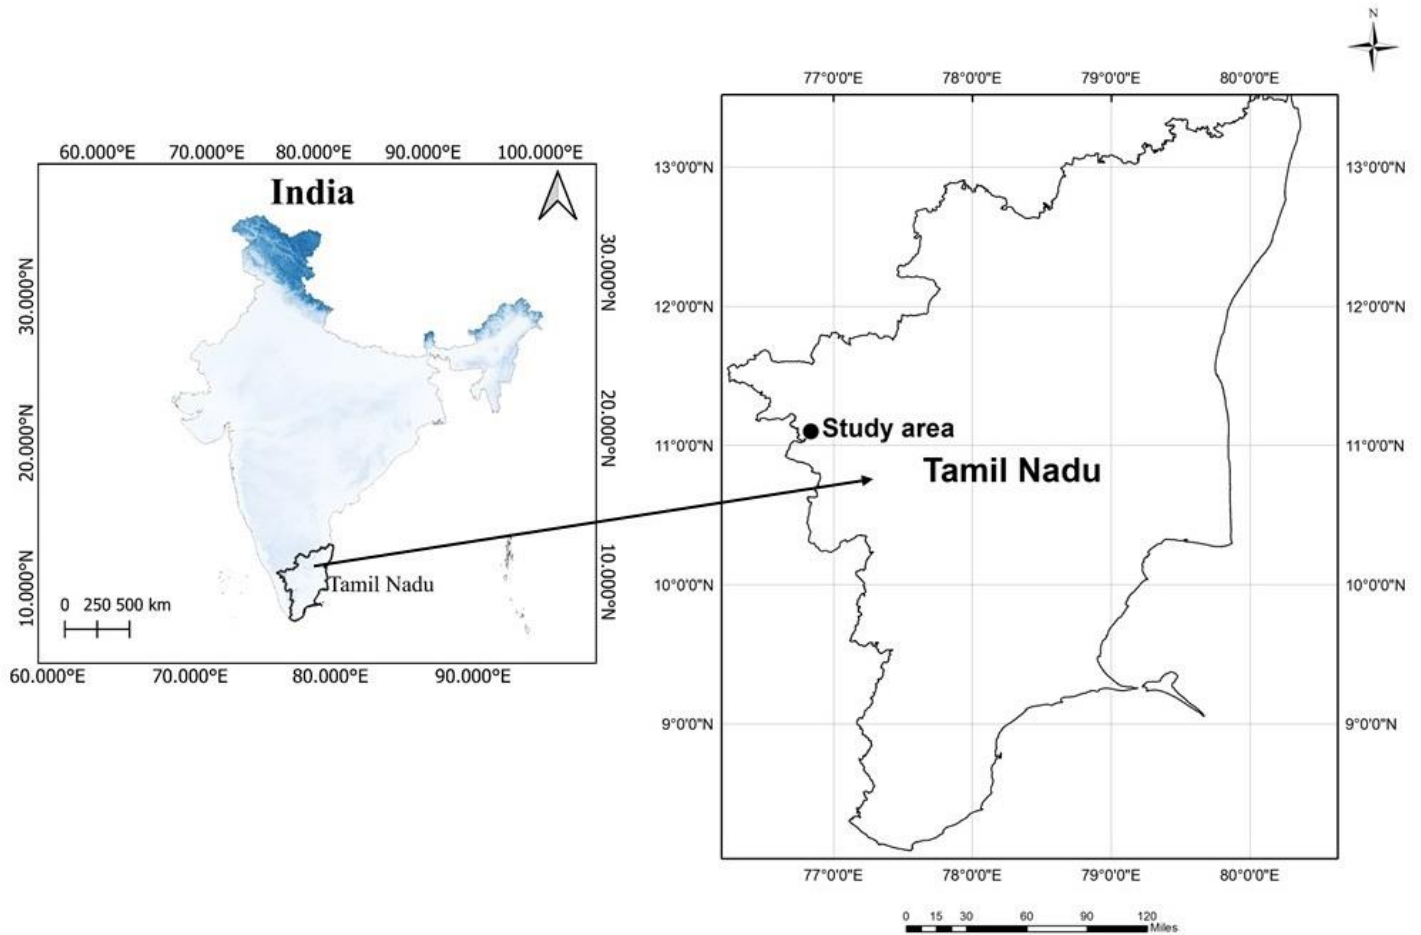 60.000°E 70.000°E 80.000°E 90.000°E 100.000°E
India
30.000°N
20.000°N
10.000°N
30.000°N
20.000°N
10.000°N
Tamil Nadu
0 250 500 km
60.000°E 70.000°E 80.000°E 90.000°E
N
77°0'0"E 78°0'0"E 79°0'0"E 80°0'0"E
13°0'0"N 13°0'0"N
12°0'0"N 12°0'0"N
Study area
11°0'0"N 11°0'0"N
Tamil Nadu
10°0'0"N 10°0'0"N
9°0'0"N 9°0'0"N
77°0'0"E 78°0'0"E 79°0'0"E 80°0'0"E
0 15 30 60 90 120
Miles